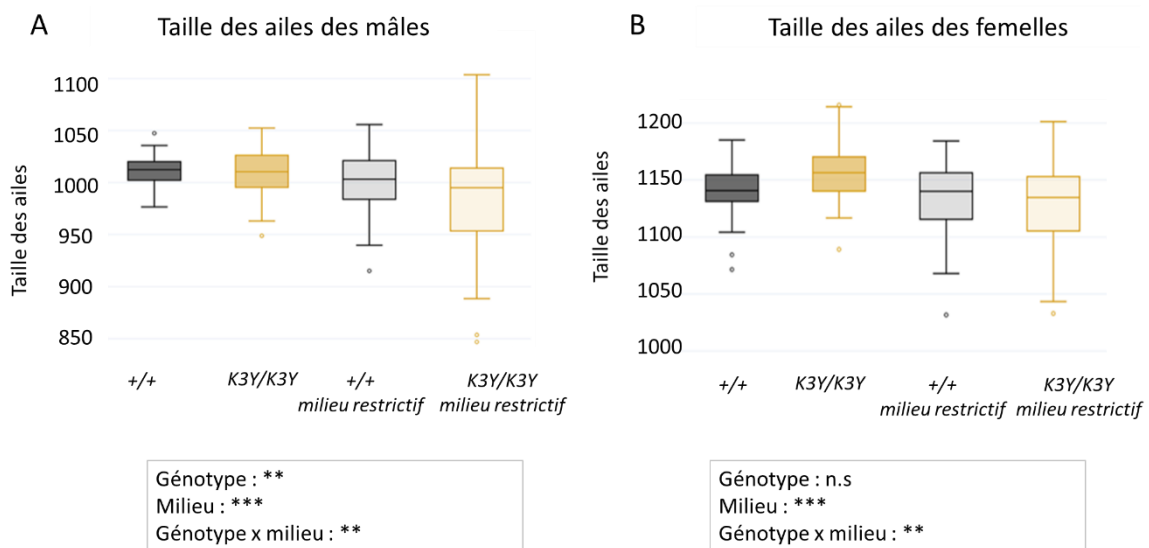 A
Taille des ailes des mâles
Taille des ailes
1100
1050
1000
950
900
850
+/+
K3Y/K3Y
+/+
milieu restrictif
K3Y/K3Y
milieu restrictif
Génotype : **
Milieu : ***
Génotype x milieu : **
B
Taille des ailes des femelles
Taille des ailes
1200
1150
1100
1050
1000
+/+
K3Y/K3Y
+/+
milieu restrictif
K3Y/K3Y
milieu restrictif
Génotype : n.s
Milieu : ***
Génotype x milieu : **